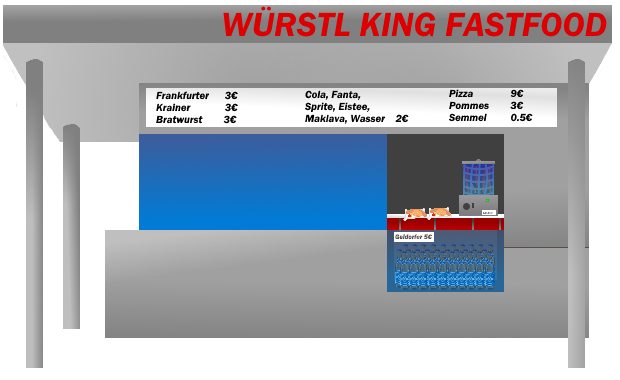 WÜRSTL KING FASTFOOD
Frankfurter 3€
Krainer 3€
Bratwurst 3€
Cola, Fanta,
Sprite, Eistee,
Maklava, Wasser 2€
Pizza 9€
Pommes 3€
Semmel 0.5€
Geldorfer 5€